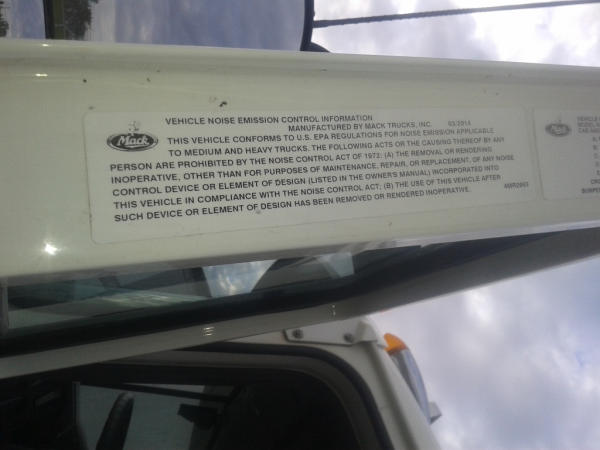 VEHICLE NOISE EMISSION CONTROL INFORMATION
MANUFACTURED BY MACK TRUCKS, INC. 03/2014
Mack
THIS VEHICLE CONFORMS TO U.S. EPA REGULATIONS FOR NOISE EMISSION APPLICABLE
TO MEDIUM AND HEAVY TRUCKS. THE FOLLOWING ACTS OR THE CAUSING THEREOF BY ANY
PERSON ARE PROHIBITED BY THE NOISE CONTROL ACT OF 1972: (A) THE REMOVAL OR RENDERING
INOPERATIVE, OTHER THAN FOR PURPOSES OF MAINTENANCE, REPAIR, OR REPLACEMENT, OF ANY NOISE
CONTROL DEVICE OR ELEMENT OF DESIGN (LISTED IN THE OWNER'S MANUAL) INCORPORATED INTO
THIS VEHICLE IN COMPLIANCE WITH THE NOISE CONTROL ACT; (B) THE USE OF THIS VEHICLE AFTER
SUCH DEVICE OR ELEMENT OF DESIGN HAS BEEN REMOVED OR RENDERED INOPERATIVE.
Mack
VEHICLE
MODEL
CAB AND